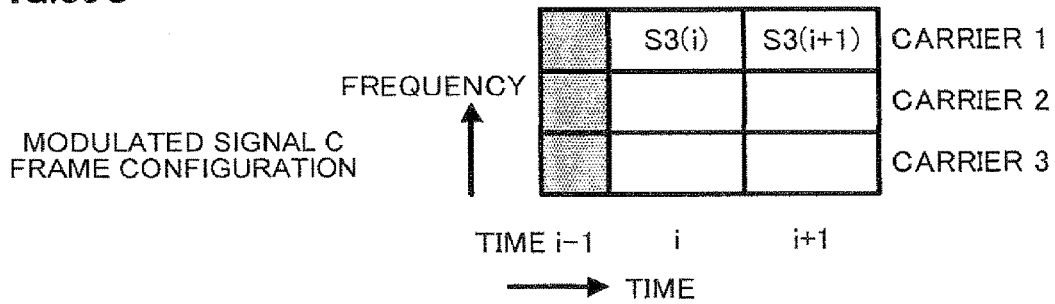 S3(i) S3(i+1) CARRIER 1
FREQUENCY
CARRIER 2
MODULATED SIGNAL C
FRAME CONFIGURATION
CARRIER 3
TIME i-1 i i+1
TIME